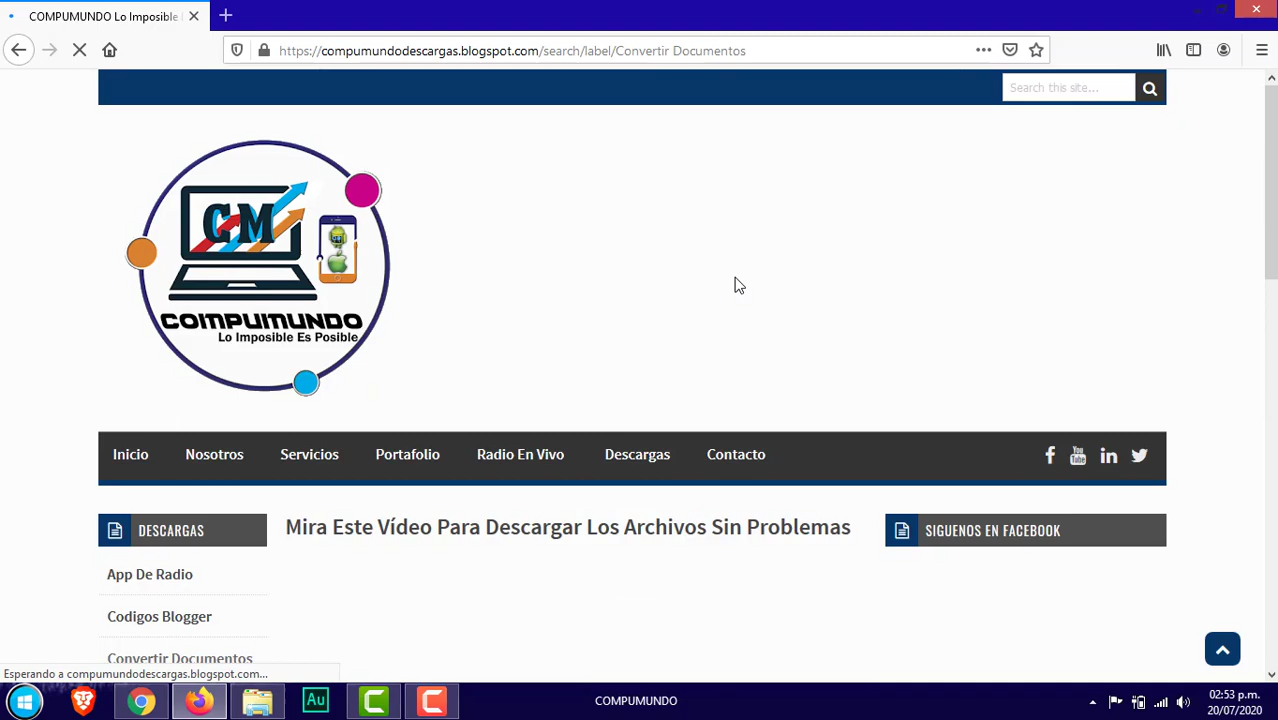 COMPUMUNDO Lo Imposible
https://compumundodescargas.blogspot.com/search/label/Convertir Documentos
Search this site...
CM
COMPUMUNDO
Lo Imposible Es Posible
Inicio Nosotros Servicios Portafolio Radio En Vivo Descargas Contacto
You Tube
DESCARGAS
Mira Este Vídeo Para Descargar Los Archivos Sin Problemas
SIGUENOS EN FACEBOOK
App De Radio
Codigos Blogger
Convertir Documentos
Esperando a compumundodescargas.blogspot.com...
Au
COMPUMUNDO
02:53 p.m.
20/07/2020